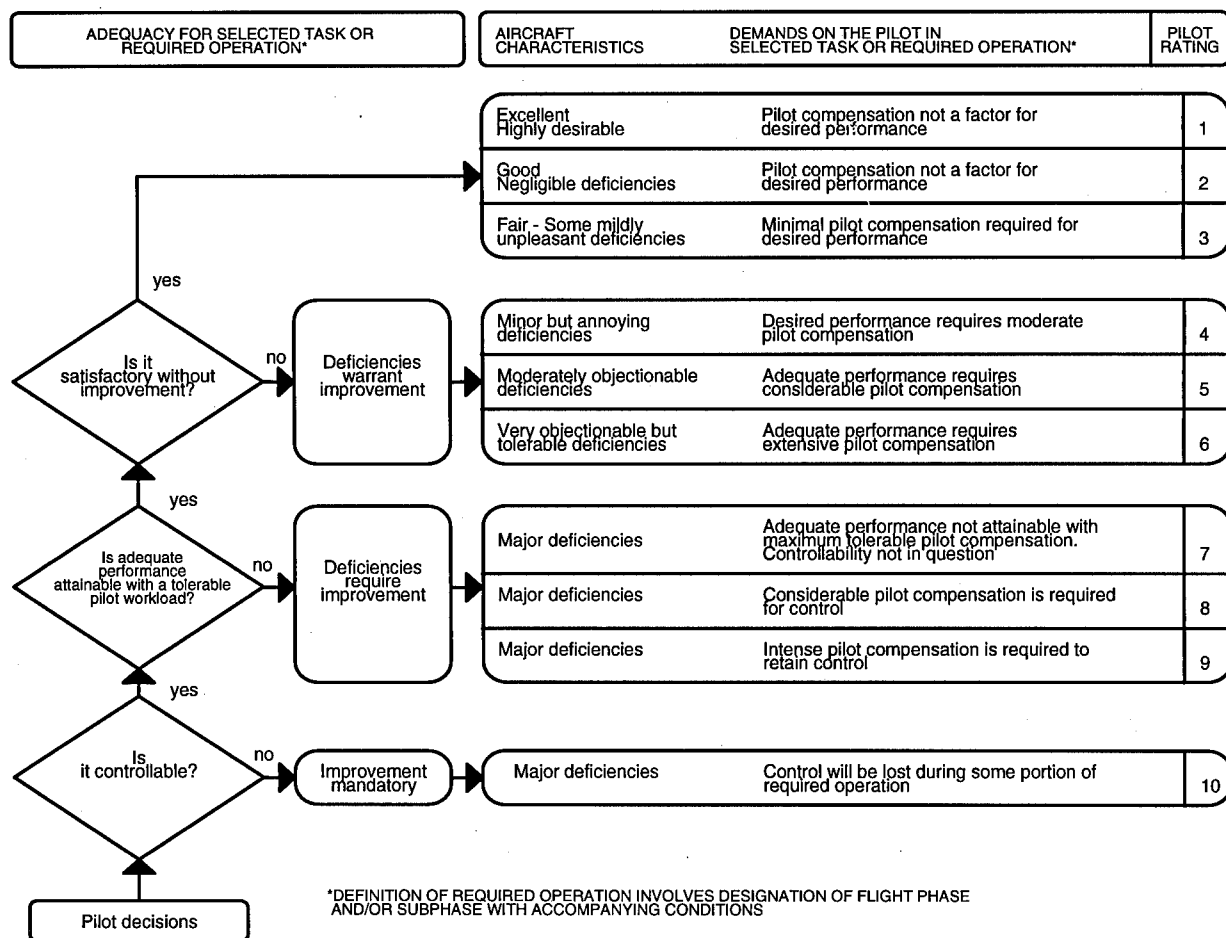 ADEQUACY FOR SELECTED TASK OR
REQUIRED OPERATION*
AIRCRAFT
CHARACTERISTICS
DEMANDS ON THE PILOT IN
SELECTED TASK OR REQUIRED OPERATION*
PILOT
RATING
Excellent
Highly desirable
Pilot compensation not a factor for
desired performance
1
Good
Negligible deficiencies
Pilot compensation not a factor for
desired performance
2
Fair - Some mildly
unpleasant deficiencies
Minimal pilot compensation required for
desired performance
3
yes
Is it
satisfactory without
improvement?
no
Deficiencies
warrant
improvement
Minor but annoying
deficiencies
Desired performance requires moderate
pilot compensation
4
Moderately objectionable
deficiencies
Adequate performance requires
considerable pilot compensation
5
Very objectionable but
tolerable deficiencies
Adequate performance requires
extensive pilot compensation
6
yes
Is adequate
performance
attainable with a tolerable
pilot workload?
no
Deficiencies
require
improvement
Major deficiencies
Adequate performance not attainable with
maximum tolerable pilot compensation.
Controllability not in question
7
Major deficiencies
Considerable pilot compensation is required
for control
8
Major deficiencies
Intense pilot compensation is required to
retain control
9
yes
Is
it controllable?
no
Improvement
mandatory
Major deficiencies
Control will be lost during some portion of
required operation
10
Pilot decisions
*DEFINITION OF REQUIRED OPERATION INVOLVES DESIGNATION OF FLIGHT PHASE
AND/OR SUBPHASE WITH ACCOMPANYING CONDITIONS